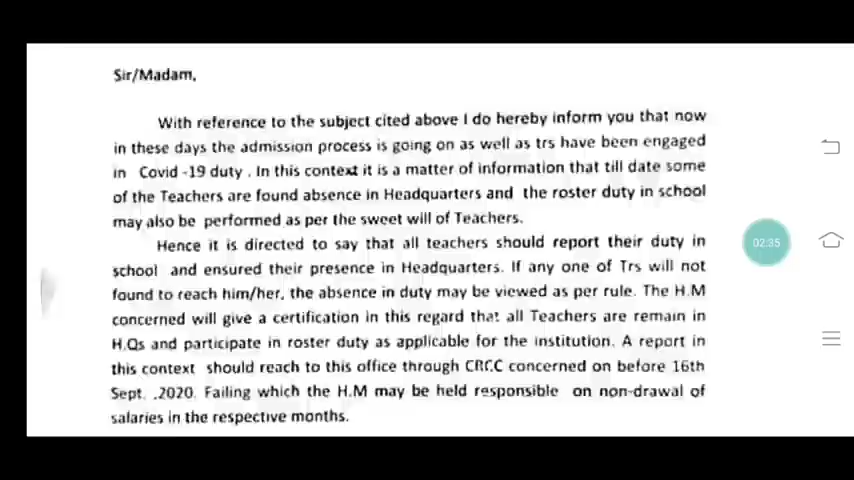 Sir/Madam,
With reference to the subject cited above I do hereby inform you that now
in these days the admission process is going on as well as trs have been engaged
in Covid -19 duty . In this context it is a matter of information that till date some
of the Teachers are found absence in Headquarters and the roster duty in school
may also be performed as per the sweet will of Teachers.
Hence it is directed to say that all teachers should report their duty in
school and ensured their presence in Headquarters. If any one of Trs will not
found to reach him/her, the absence in duty may be viewed as per rule. The H.M
concerned will give a certification in this regard that all Teachers are remain in
H.Qs and participate in roster duty as applicable for the institution. A report in
this context should reach to this office through CRCC concerned on before 16th
Sept. .2020. Failing which the H.M may be held responsible on non-drawal of
salaries in the respective months.
02:35